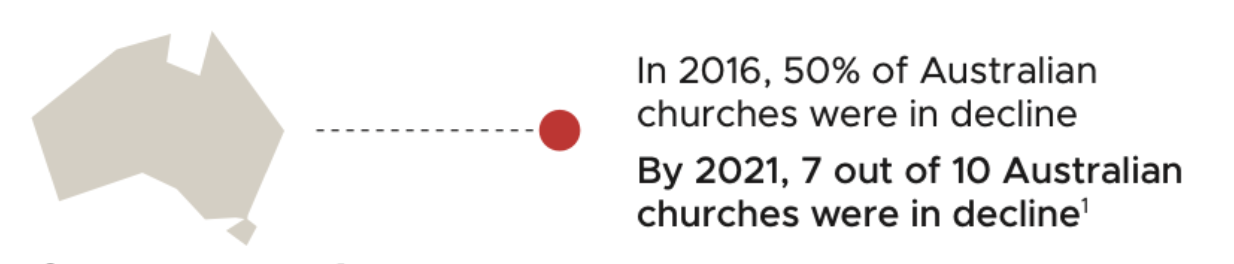 In 2016, 50% of Australian
churches were in decline
By 2021, 7 out of 10 Australian
churches were in decline¹